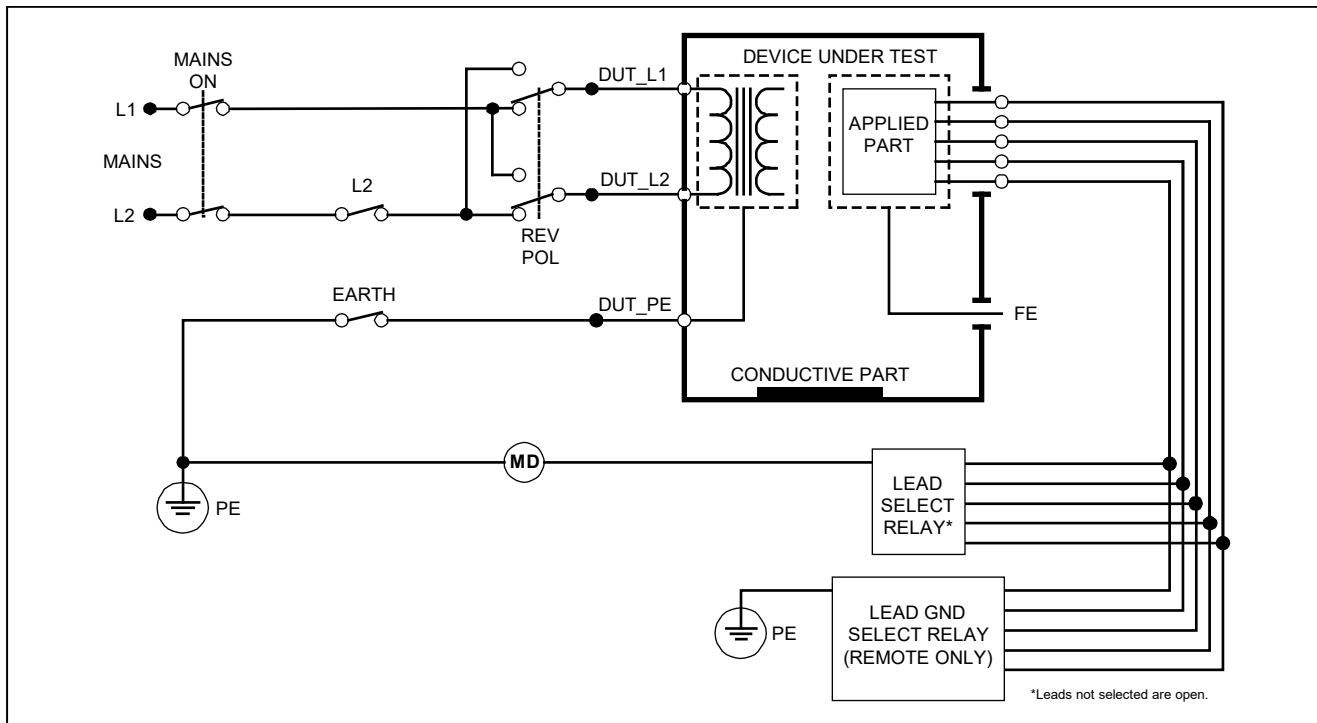 MAINS
ON
L1
MAINS
L2
L2
REV
POL
DUT_L1
DUT_L2
DEVICE UNDER TEST
APPLIED
PART
EARTH
DUT_PE
FE
CONDUCTIVE PART
MD
PE
LEAD
SELECT
RELAY*
PE
LEAD GND
SELECT RELAY
(REMOTE ONLY)
*Leads not selected are open.